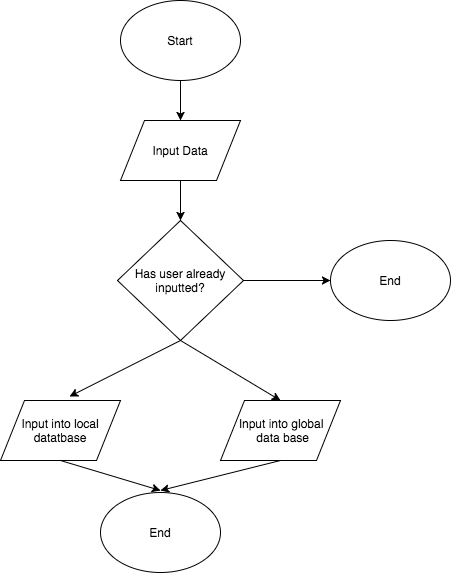 Start
Input Data
Has user already
inputted?
End
Input into local
datatbase
Input into global
data base
End